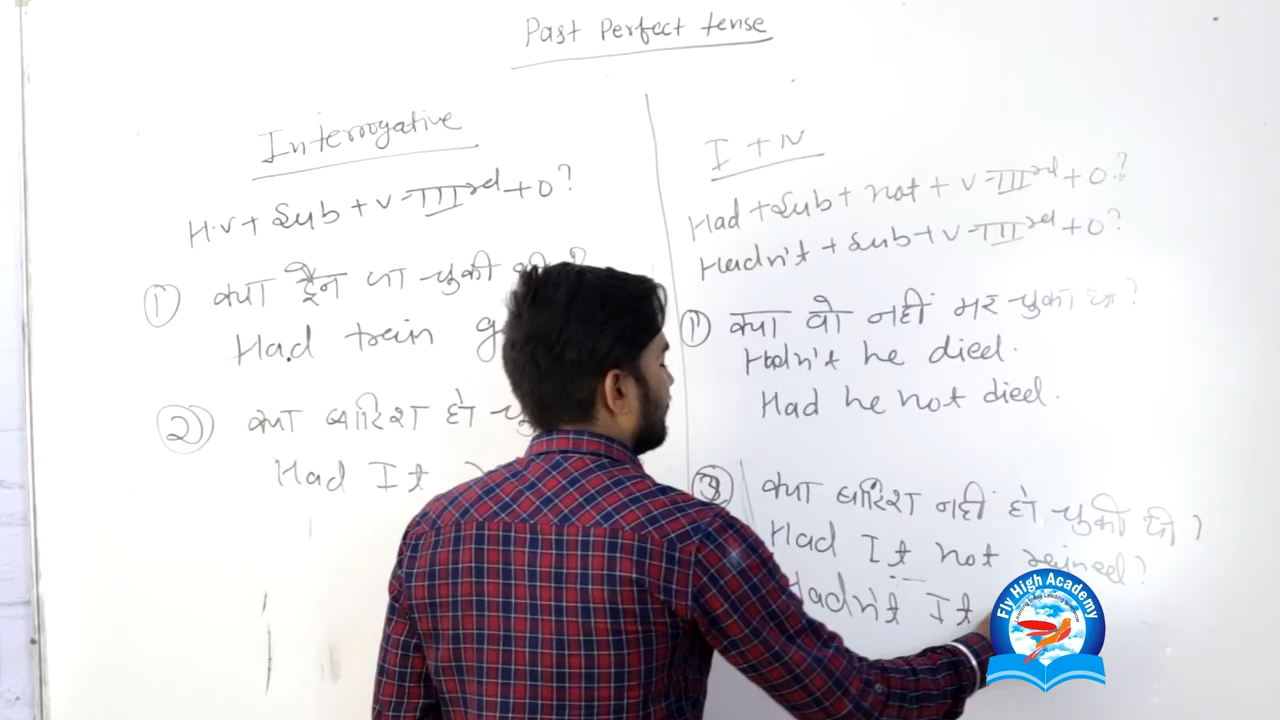 Past Perfect tense
Interrogative
H.V + Sub + V-IIIrd + O?
① क्या ट्रेन जा चुकी थी ?
Had train
② क्या बारिश हो
Had It
I + N
Had + Sub + not + V-IIIrd + O?
Hadn't + Sub + V-IIIrd + O?
① क्या वो नहीं मर चुका था ?
Hadn't he died.
Had he not died.
क्या बारिश नहीं हो चुकी थी ?
Had It not rained?
Hadn't It
Fly High Academy